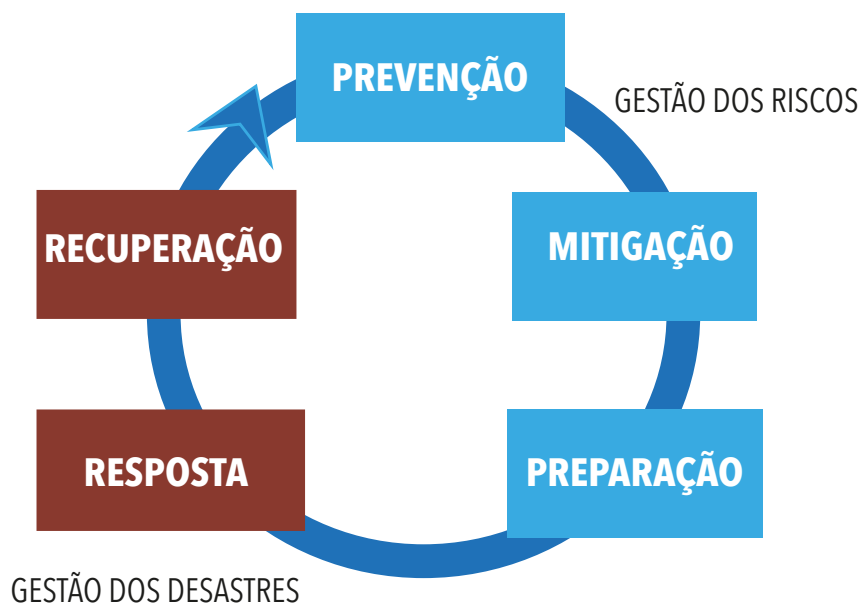 PREVENÇÃO
GESTÃO DOS RISCOS
RECUPERAÇÃO
MITIGAÇÃO
RESPOSTA
PREPARAÇÃO
GESTÃO DOS DESASTRES